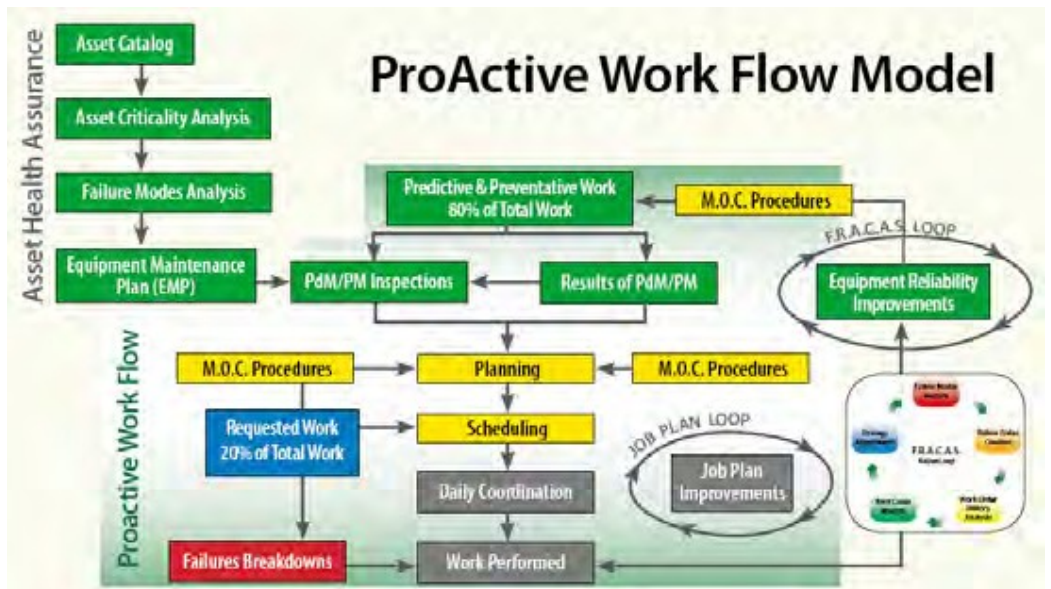 ProActive Work Flow Model
Asset Health Assurance
Asset Catalog
Asset Criticality Analysis
Failure Modes Analysis
Equipment Maintenance
Plan (EMP)
Predictive & Preventative Work
80% of Total Work
M.O.C. Procedures
F.R.A.C.A.S. LOOP
PdM/PM Inspections
Results of PdM/PM
Equipment Reliability
Improvements
Proactive Work Flow
M.O.C. Procedures
Planning
M.O.C. Procedures
Requested Work
20% of Total Work
Scheduling
JOB PLAN LOOP
Daily Coordination
Job Plan
Improvements
Failures Breakdowns
Work Performed
F.R.A.C.A.S.